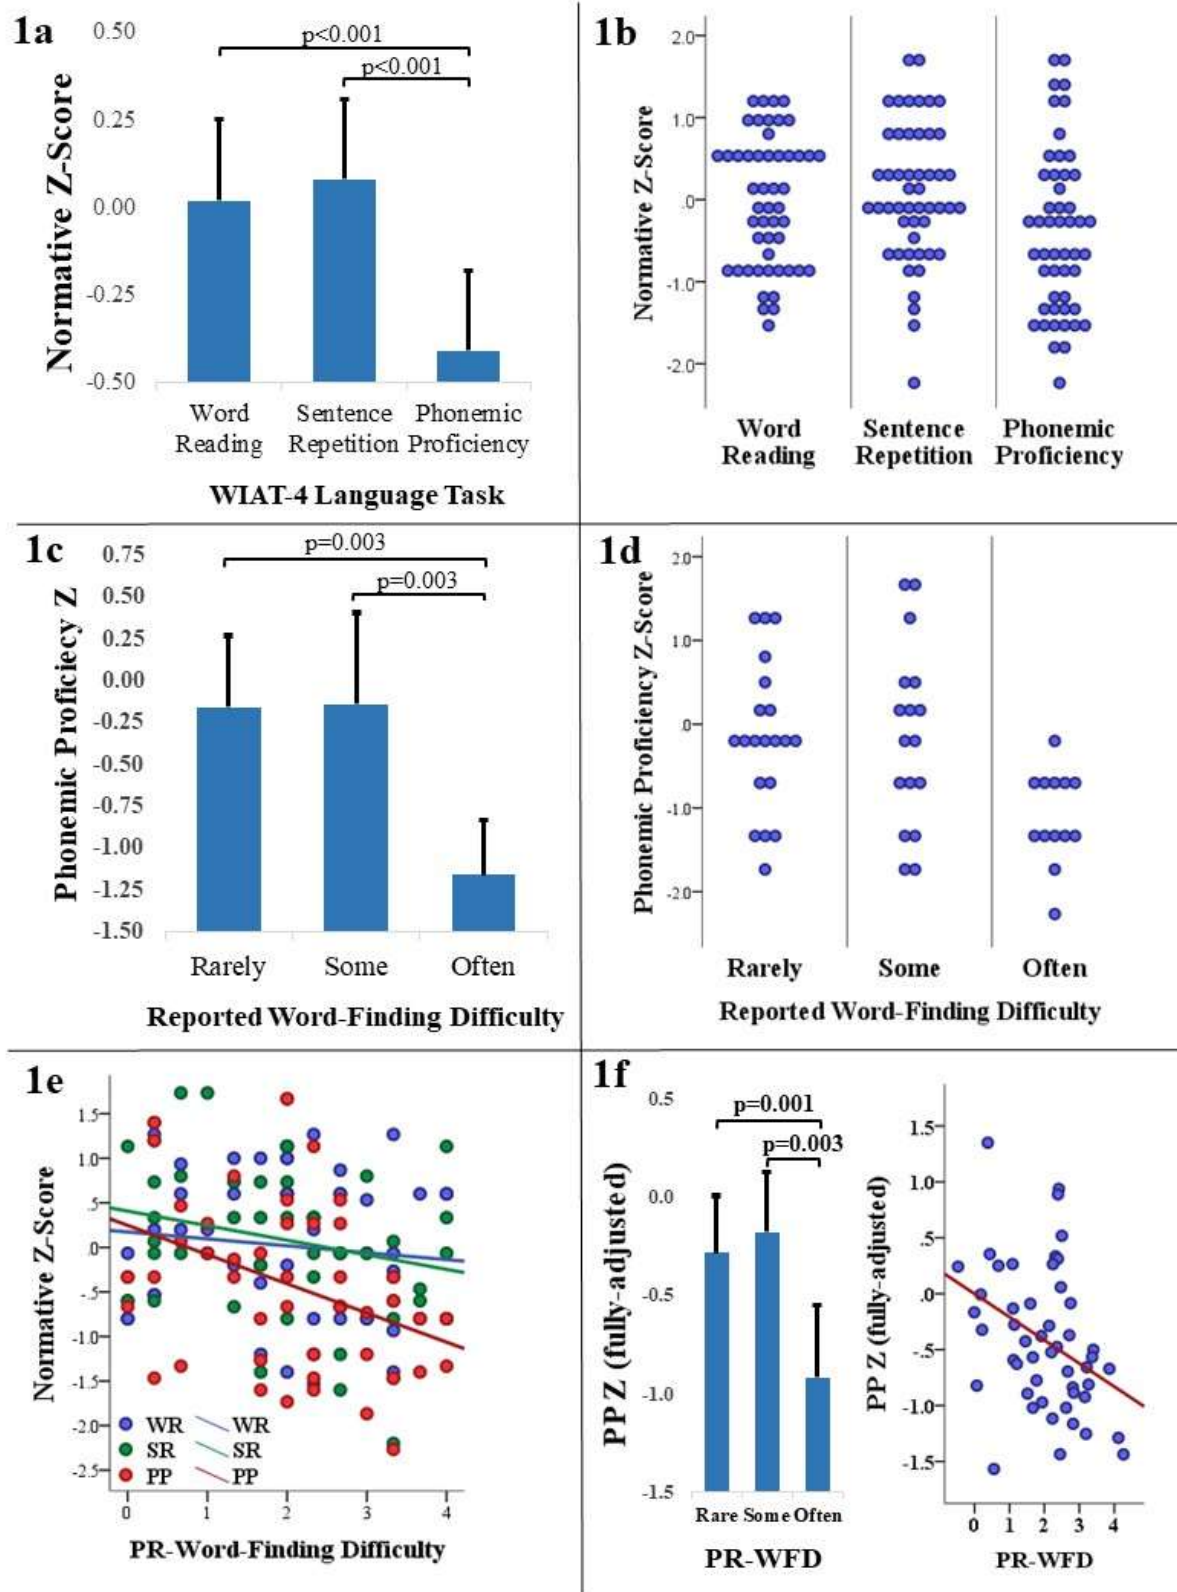 1a
0.50
0.25
0.00
-0.25
-0.50
Normative Z-Score
p<0.001
p<0.001
Word Reading
Sentence Repetition
Phonemic Proficiency
WIAT-4 Language Task
1b
2.0
1.0
.0
-1.0
-2.0
Normative Z-Score
Word Reading
Sentence Repetition
Phonemic Proficiency
1c
0.75
0.50
0.25
0.00
-0.25
-0.50
-0.75
-1.00
-1.25
-1.50
Phonemic Proficiecy Z
p=0.003
p=0.003
Rarely
Some
Often
Reported Word-Finding Difficulty
1d
2.0
1.0
.0
-1.0
-2.0
Phonemic Proficiency Z-Score
Rarely
Some
Often
Reported Word-Finding Difficulty
1e
1.5
1.0
.5
.0
-.5
-1.0
-1.5
-2.0
-2.5
Normative Z-Score
WR WR
SR SR
PP PP
0 1 2 3 4
PR-Word-Finding Difficulty
1f
0.5
0.0
-0.5
-1.0
-1.5
PP Z (fully-adjusted)
p=0.001
p=0.003
Rare Some Often
PR-WFD
1.5
1.0
.5
.0
-.5
-1.0
-1.5
PP Z (fully-adjusted)
0 1 2 3 4
PR-WFD